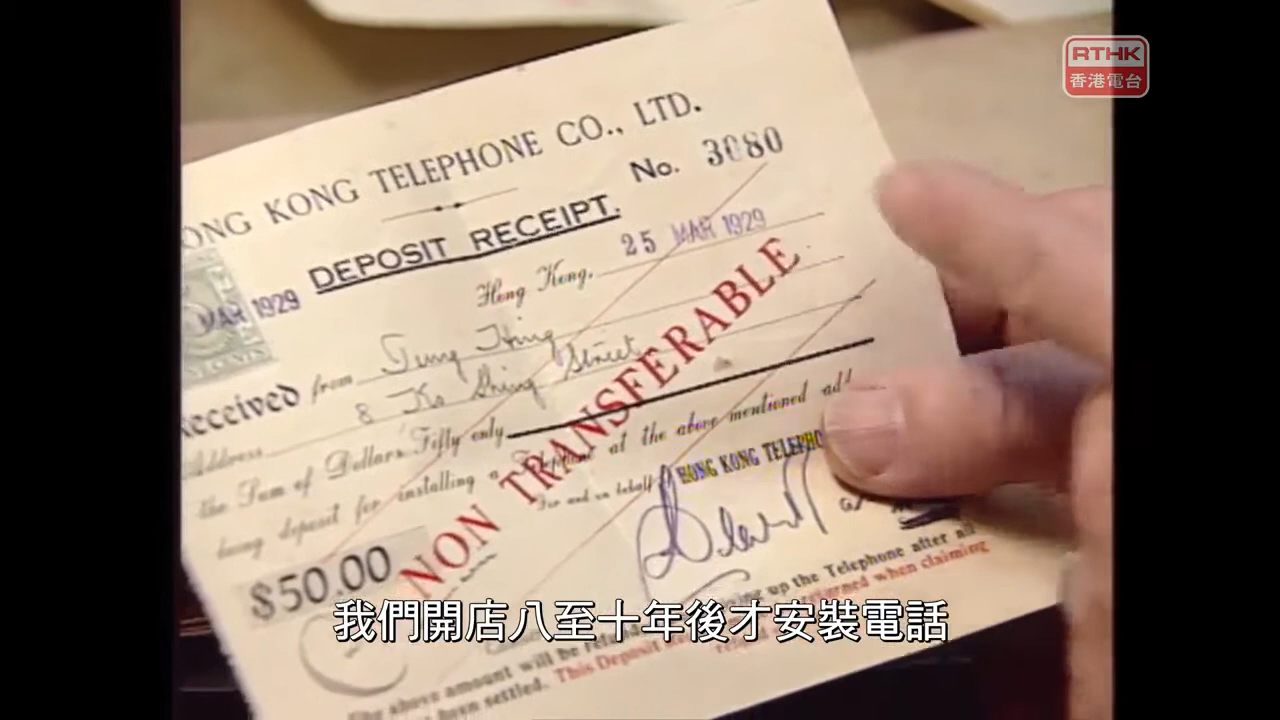 RTHK
香港電台
ONG KONG TELEPHONE CO., LTD.
No. 3080
DEPOSIT RECEIPT.
25 MAR 1929
Hong Kong,
MAR 1929
Received from Tung Hing
Address 8 Ko Shing Street
the Sum of Dollars Fifty only
being deposit for installing a at the above mentioned
For and on behalf HONG KONG TELEPHO
NON TRANSFERABLE
$50.00
up the Telephone after all
The above amount will be
been settled. This Deposit returned when claiming
我們開店八至十年後才安裝電話